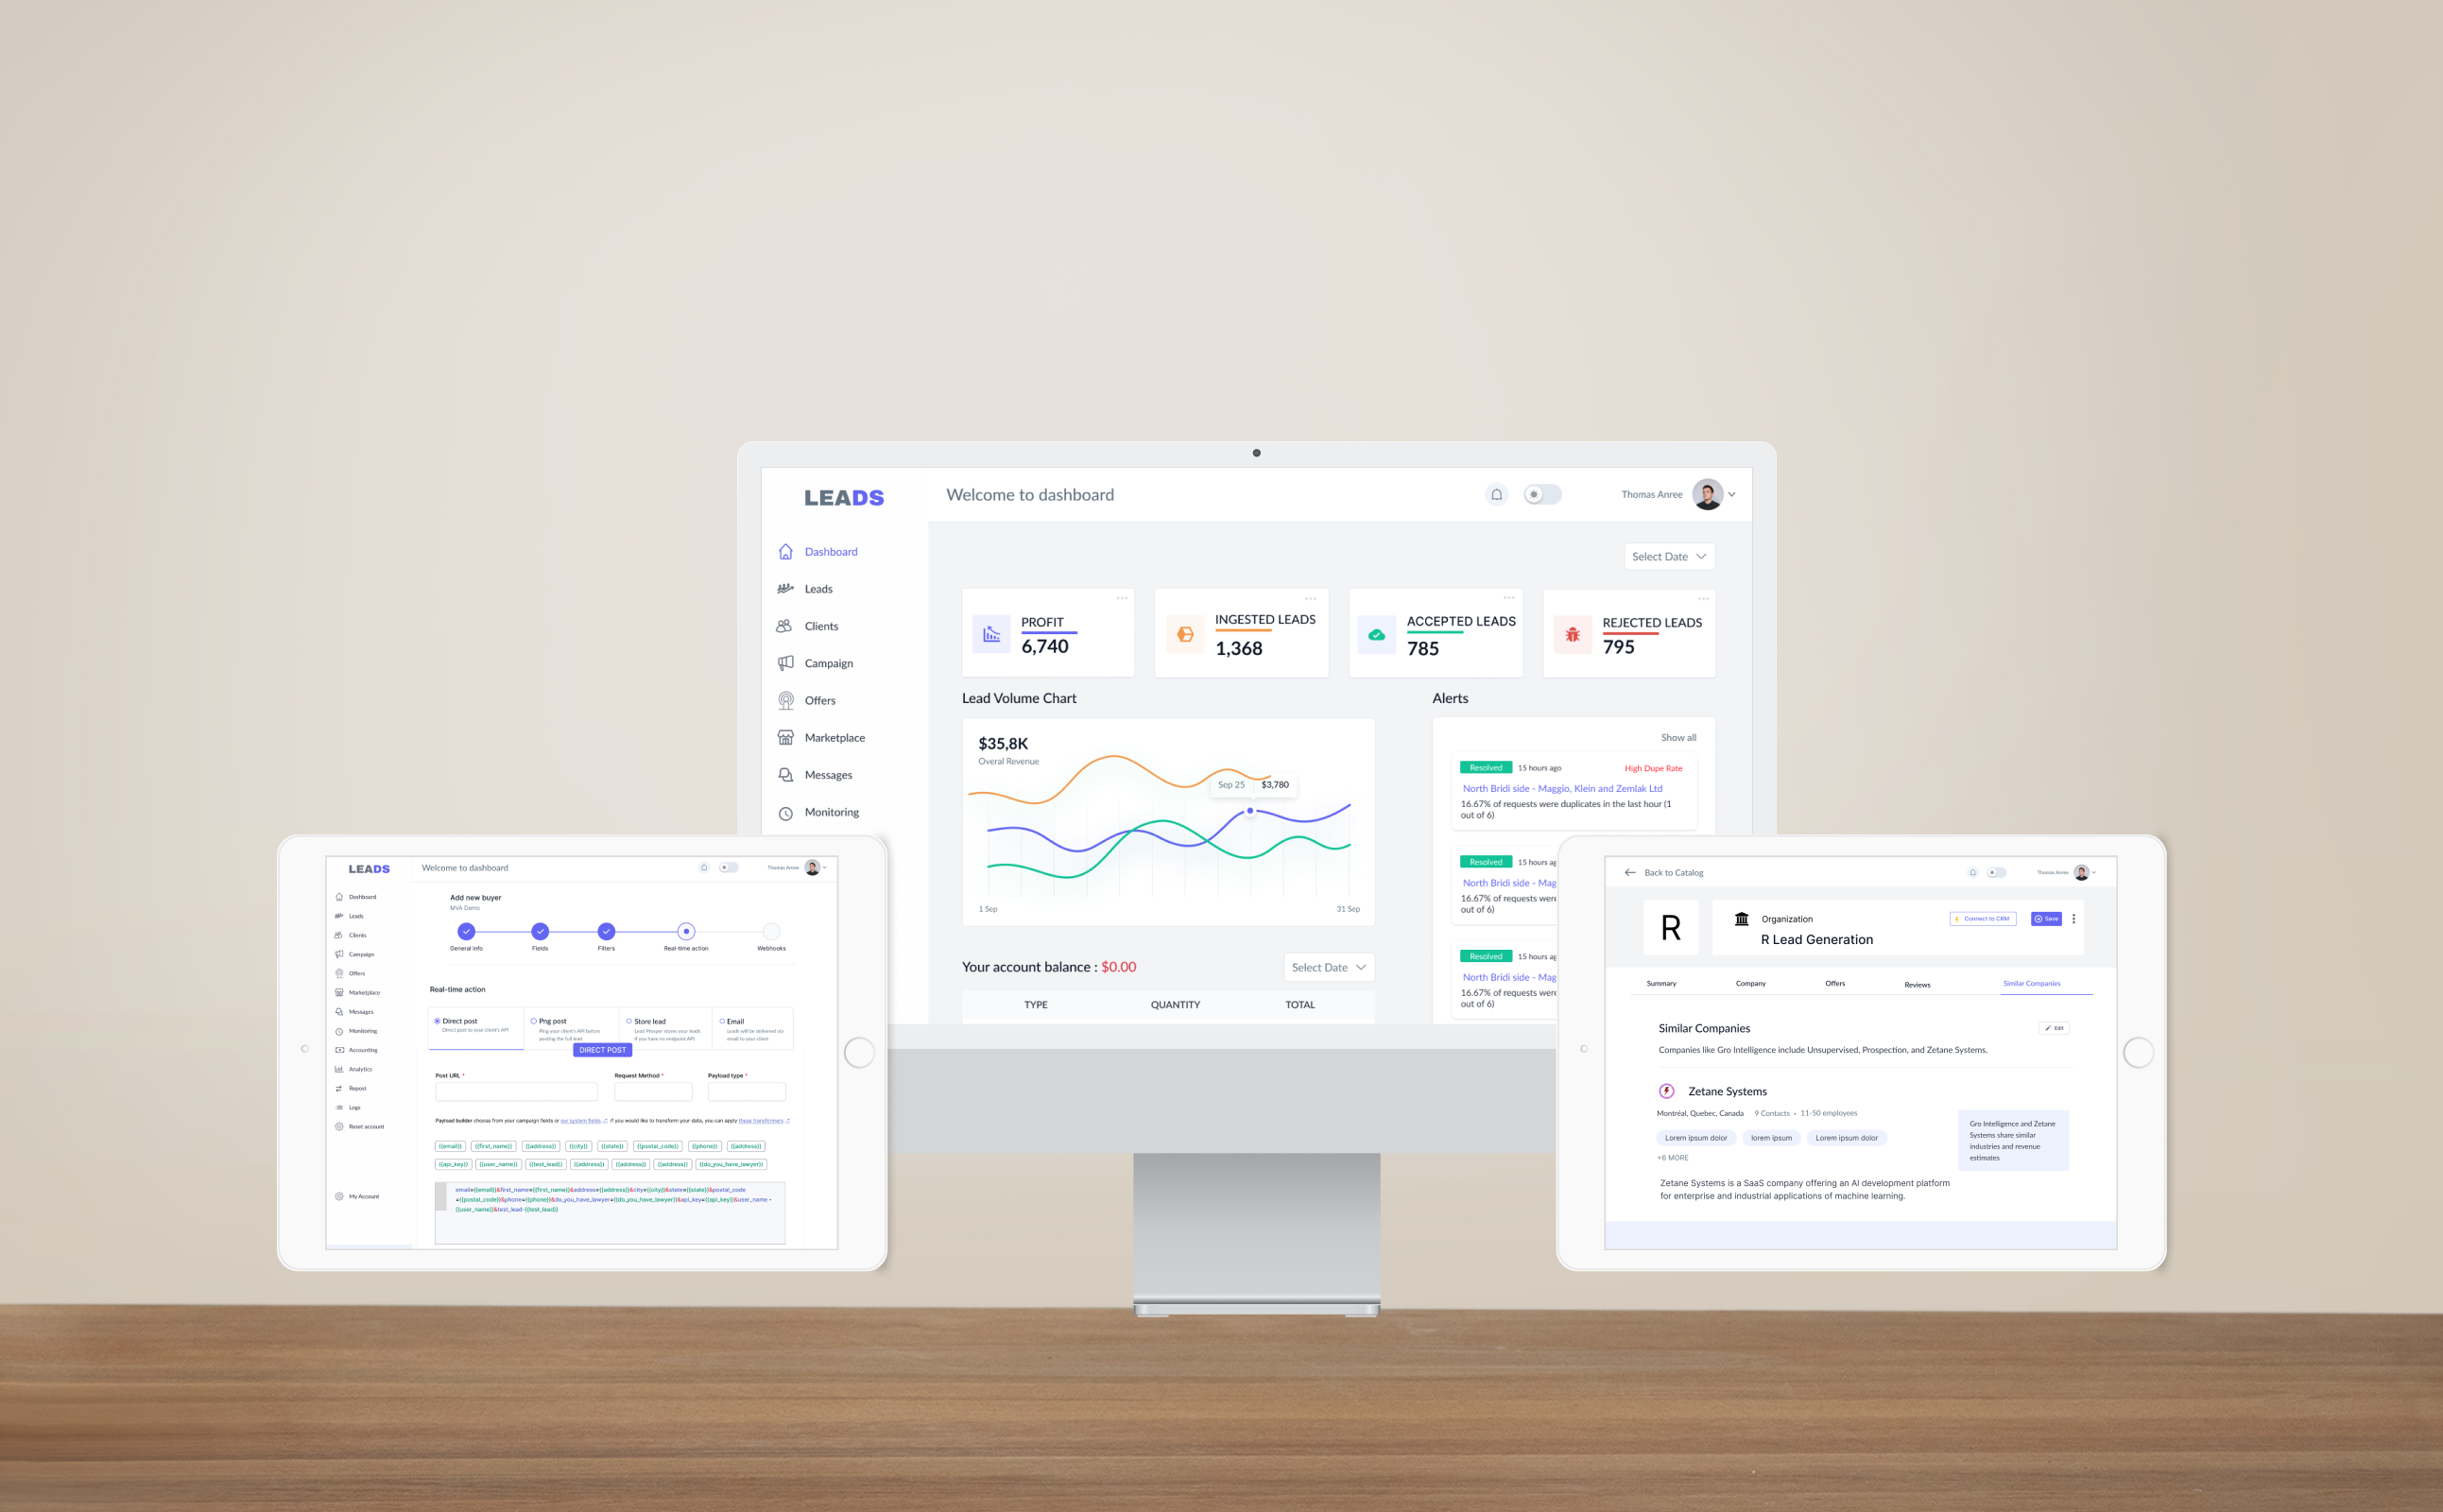 LEADS
Welcome to dashboard
Thomas Anree
Dashboard
Leads
Clients
Campaign
Offers
Marketplace
Messages
Monitoring
Select Date
PROFIT
6,740
INGESTED LEADS
1,368
ACCEPTED LEADS
785
REJECTED LEADS
795
Lead Volume Chart
$35,8K
Overal Revenue
Sep 25 $3,780
1 Sep
31 Sep
Alerts
Show all
Resolved 15 hours ago High Dupe Rate
North Bridi side - Maggio, Klein and Zemlak Ltd
16.67% of requests were duplicates in the last hour (1
out of 6)
Resolved 15 hours ag
North Bridi side - Mag
16.67% of requests were
out of 6)
Resolved 15 hours ag
North Bridi side - Mag
16.67% of requests were
out of 6)
Your account balance : $0.00
Select Date
TYPE QUANTITY TOTAL
LEADS
Welcome to dashboard
Thomas Anree
Dashboard
Leads
Clients
Campaign
Offers
Marketplace
Messages
Monitoring
Accounting
Analytics
Repost
Logs
Reset account
My Account
Add new buyer
MVA Demo
General info
Fields
Filters
Real-time action
Webhooks
Real-time action
Direct post
Direct post to your client's API
Png post
Ping your client's API before
posting the full lead
Store lead
Lead Prosper stores your leads
if you have no endpoint API
Email
Leads will be delivered via
email to your client
DIRECT POST
Post URL *
Request Method *
Payload type *
Payload builder choose from your campaign fields or our system fields. if you would like to transform your data, you can apply those transformers
{{email}} {{first_name}} {{address}} {{city}} {{state}} {{postal_code}} {{phone}} {{address}}
{{api_key}} {{user_name}} {{test_lead}} {{address}} {{address}} {{address}} {{do_you_have_lawyer}}
email={{email}}&first_name={{first_name}}&address={{address}}&city={{city}}&state={{state}}&postal_code
={{postal_code}}&phone={{phone}}&do_you_have_lawyer={{do_you_have_lawyer}}&api_key={{api_key}}&user_name -
{{user_name}}&test_lead-{{test_lead}}
Back to Catalog
Thomas Anree
R
Organization
R Lead Generation
Connect to CRM
Save
Summary
Company
Offers
Reviews
Similar Companies
Similar Companies
Edit
Companies like Gro Intelligence include Unsupervised, Prospection, and Zetane Systems.
Zetane Systems
Montréal, Quebec, Canada 9 Contacts • 11-50 employees
Lorem ipsum dolor
lorem ipsum
Lorem ipsum dolor
+6 MORE
Gro Intelligence and Zetane
Systems share similar
industries and revenue
estimates
Zetane Systems is a SaaS company offering an AI development platform
for enterprise and industrial applications of machine learning.